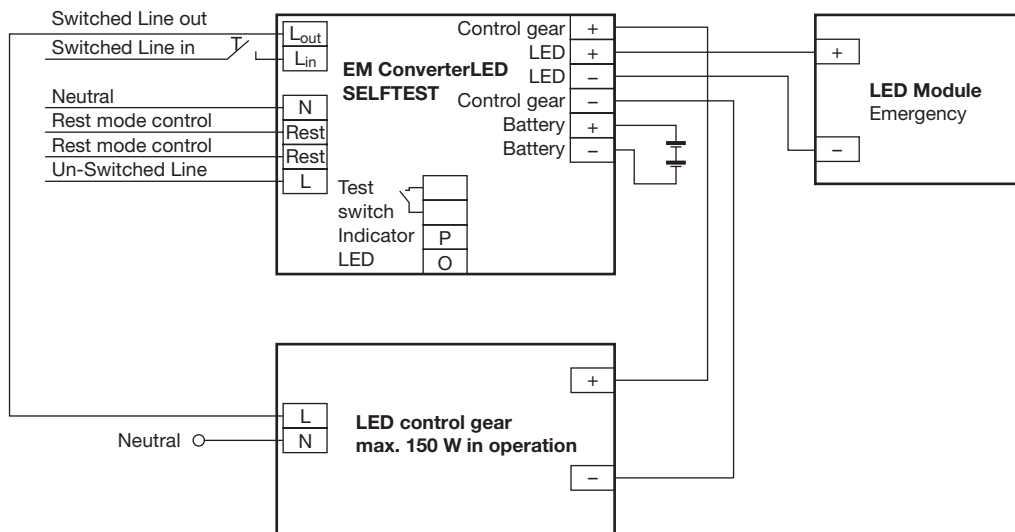 Switched Line out
Switched Line in
Neutral
Rest mode control
Rest mode control
Un-Switched Line
Lout
Lin
N
Rest
Rest
L
EM ConverterLED
SELFTEST
Test
switch
Indicator P
LED O
Control gear +
LED +
LED –
Control gear –
Battery +
Battery –
+
–
LED Module
Emergency
L
N
Neutral
LED control gear
max. 150 W in operation
+
–